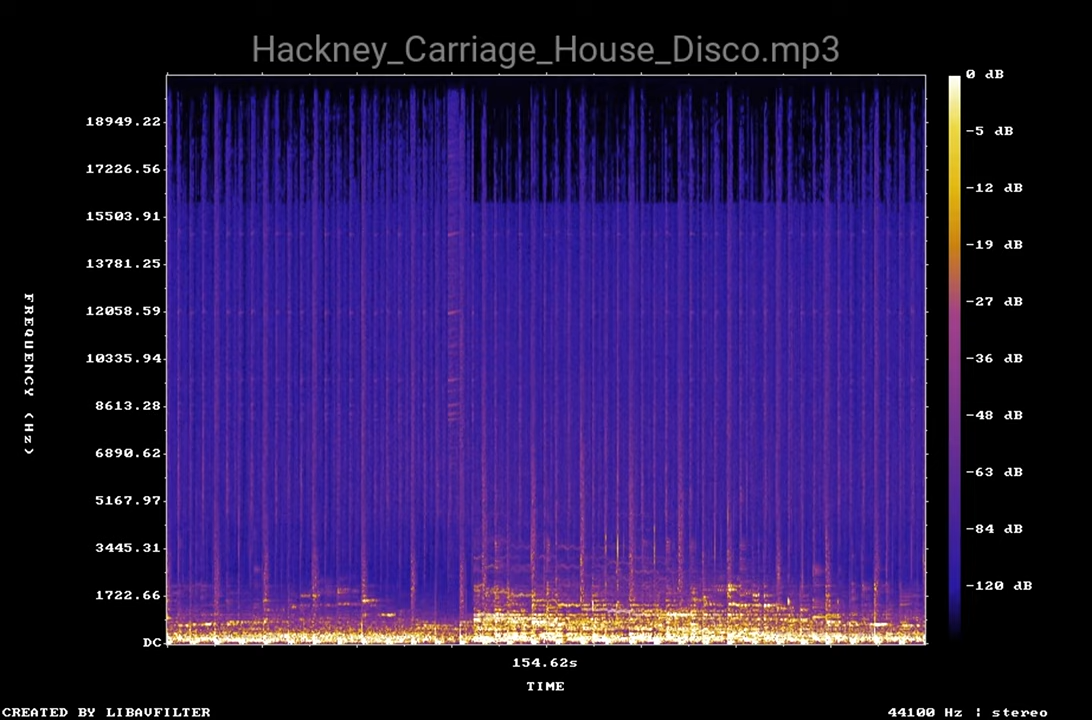 Hackney_Carriage_House_Disco.mp3
0 dB
18949.22
-5 dB
17226.56
-12 dB
15503.91
-19 dB
13781.25
FREQUENCY (Hz)
12058.59
-27 dB
10335.94
-36 dB
8613.28
-48 dB
6890.62
-63 dB
5167.97
-84 dB
3445.31
-120 dB
1722.66
DC
154.62s
TIME
CREATED BY LIBAVFILTER
44100 Hz | stereo